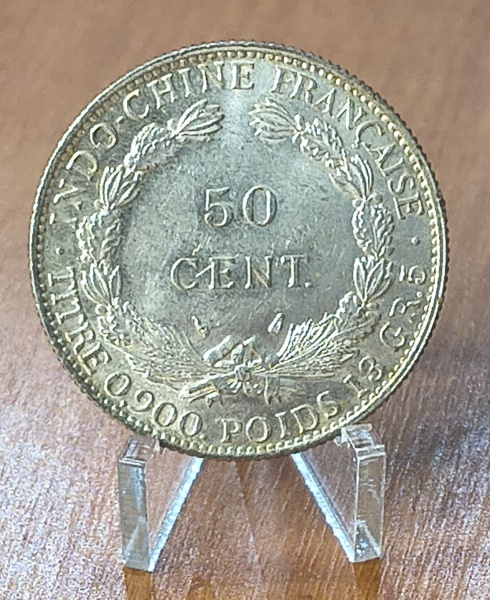 INDO-CHINE FRANÇAISE
50
CENT.
TITRE 0.900 POIDS 13 GR.5